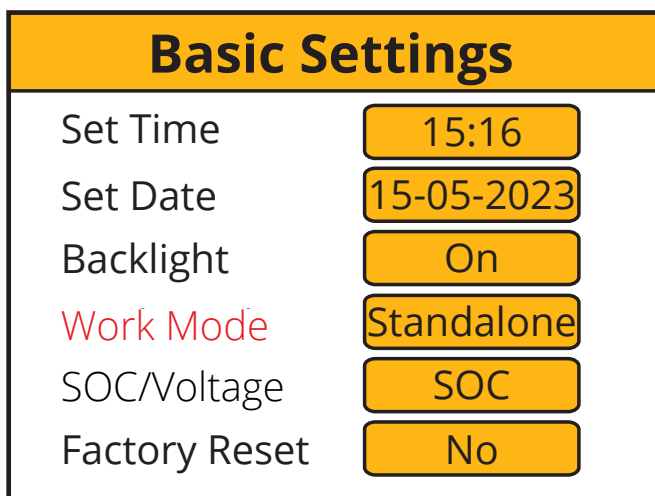 Basic Settings
Set Time 15:16
Set Date 15-05-2023
Backlight On
Work Mode Standalone
SOC/Voltage SOC
Factory Reset No